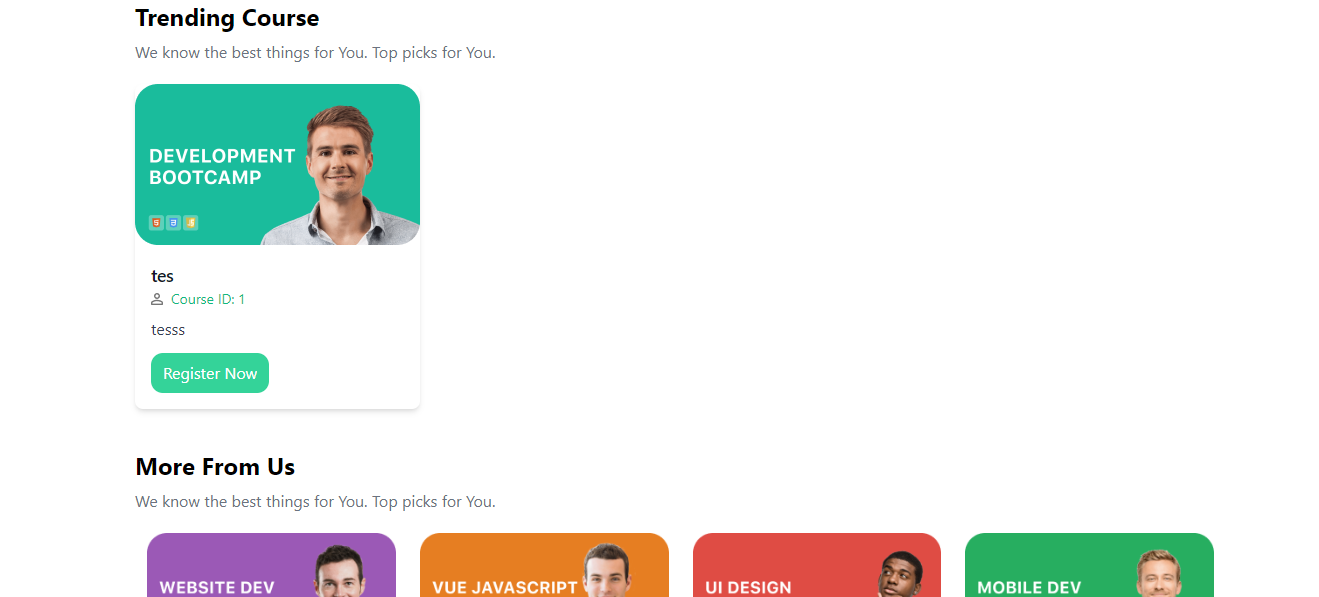 Trending Course
We know the best things for You. Top picks for You.
DEVELOPMENT
BOOTCAMP
tes
Course ID: 1
tesss
Register Now
More From Us
We know the best things for You. Top picks for You.
WEBSITE DEV
VUE JAVASCRIPT
UI DESIGN
MOBILE DEV